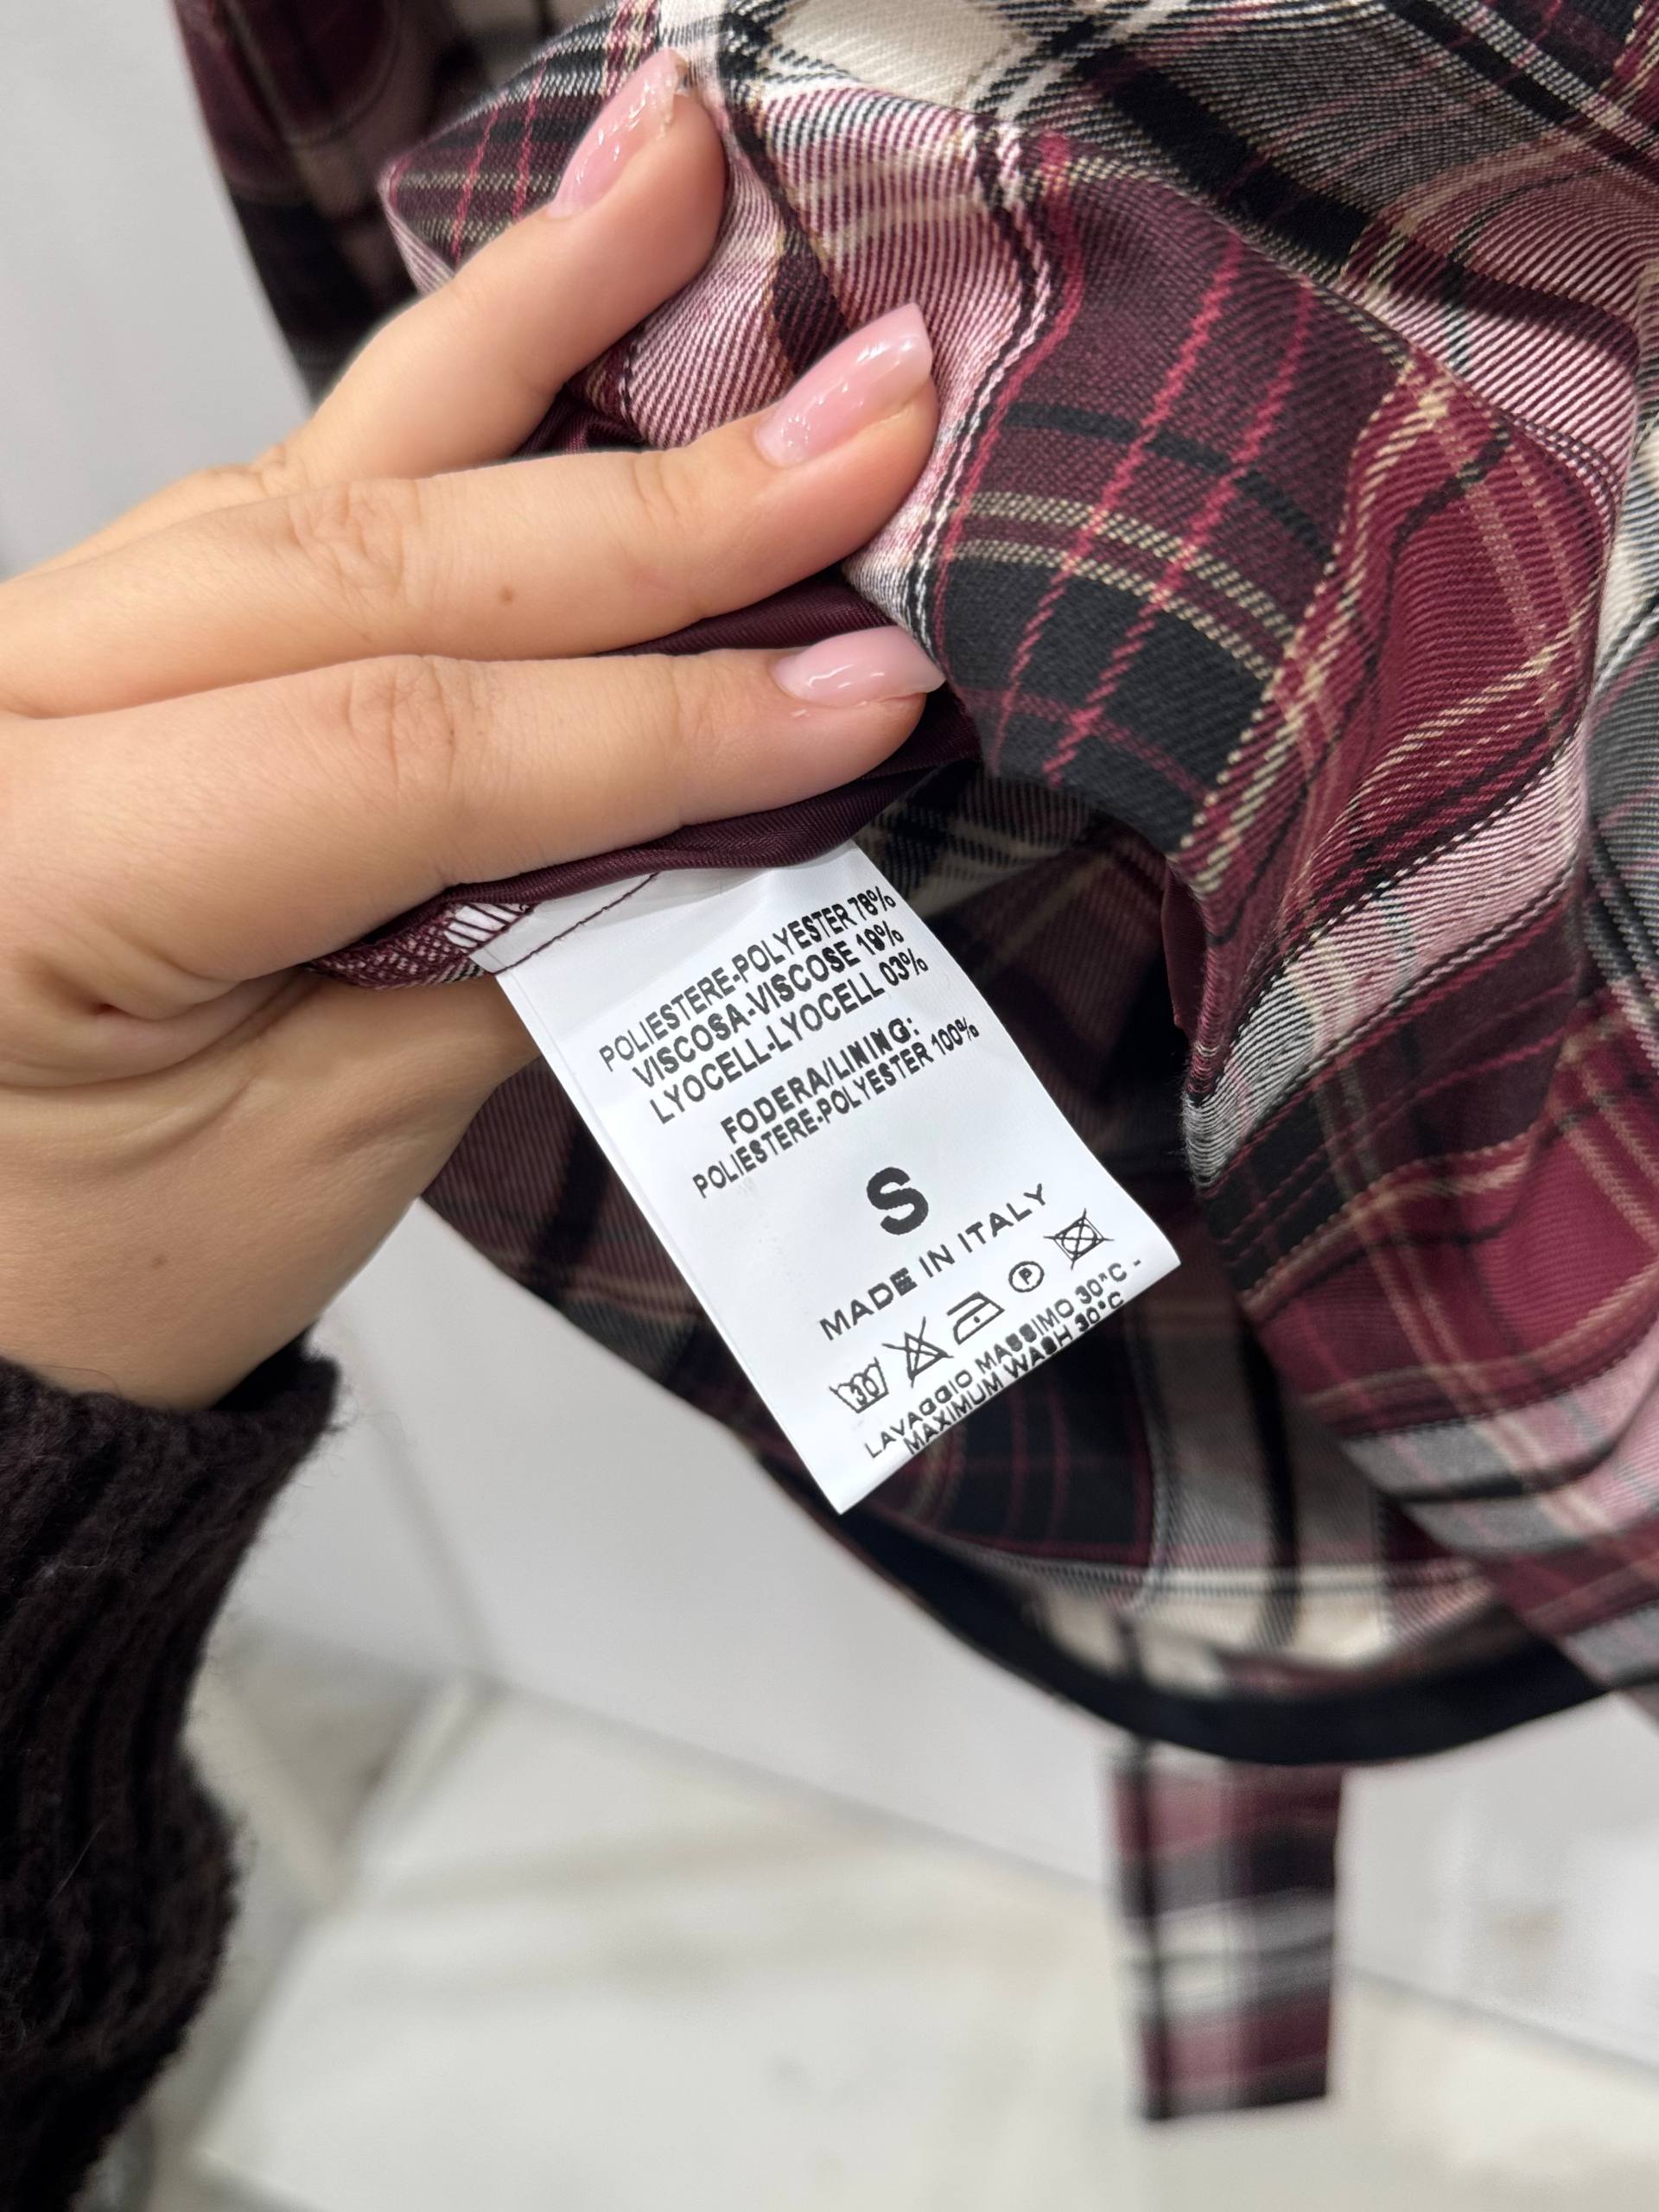 POLIESTERE-POLYESTER 78%
VISCOSA-VISCOSE 19%
LYOCELL-LYOCELL 03%
FODERA/LINING:
POLIESTERE-POLYESTER 100%
S
MADE IN ITALY
30 P
LAVAGGIO MASSIMO 30°C -
MAXIMUM WASH 30°C